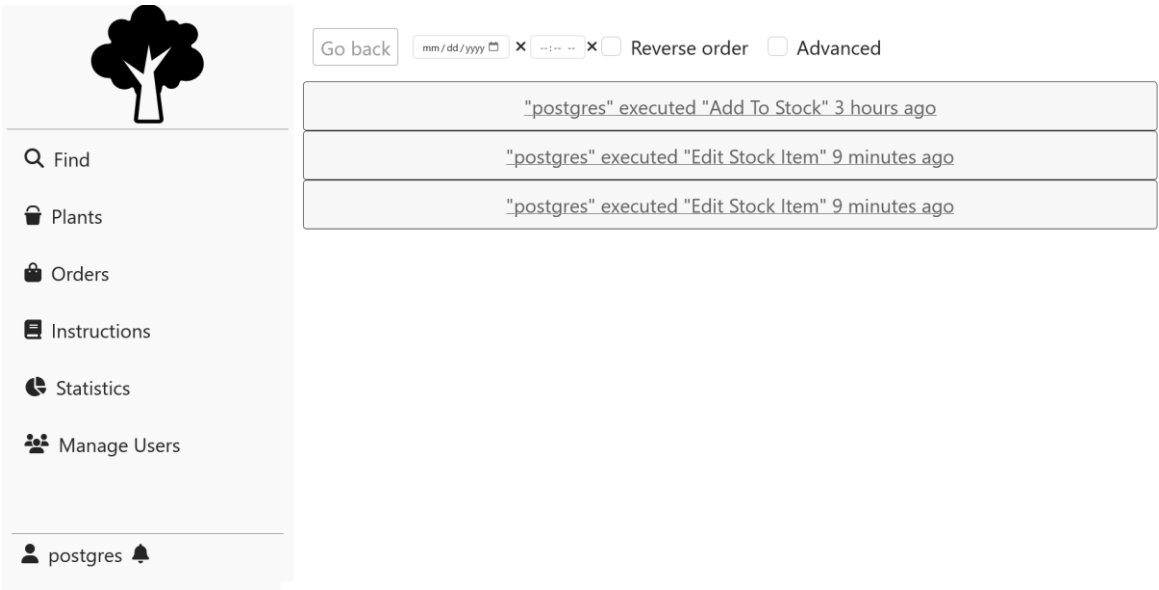 Go back mm/dd/yyyy × --:-- -- × Reverse order Advanced
"postgres" executed "Add To Stock" 3 hours ago
"postgres" executed "Edit Stock Item" 9 minutes ago
"postgres" executed "Edit Stock Item" 9 minutes ago
Find
Plants
Orders
Instructions
Statistics
Manage Users
postgres